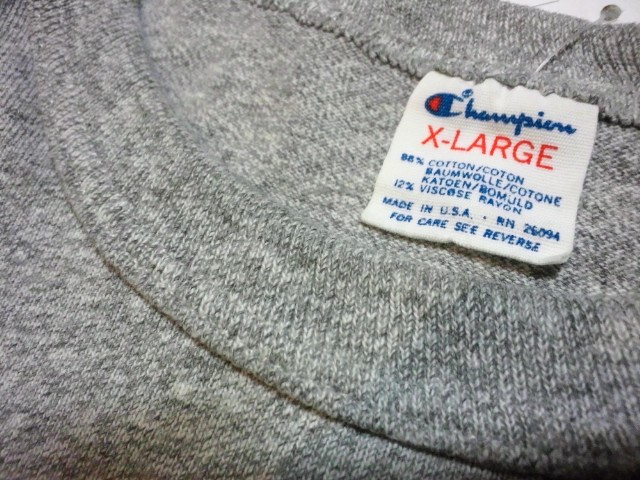 Champion
X-LARGE
88% COTTON/COTON
BAUMWOLLE/COTONE
KATOEN/BOMULD
12% VISCOSE RAYON
MADE IN U.S.A. · RN 26094
FOR CARE SEE REVERSE